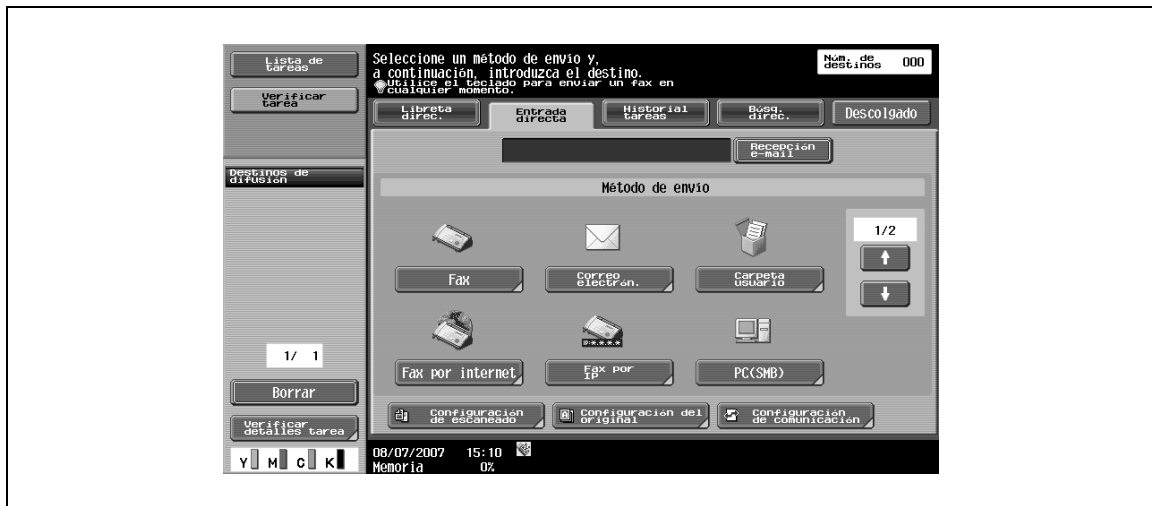 Lista de
tareas
Verificar
tarea
Destinos de
difusión
1/ 1
Borrar
Verificar
detalles tarea
Y M C K
Seleccione un método de envío y,
a continuación, introduzca el destino.
Utilice el teclado para enviar un fax en
cualquier momento.
Núm. de
destinos 000
Libreta
direc.
Entrada
directa
Historial
tareas
Búsq.
direc.
Descolgado
Recepción
e-mail
Método de envío
Fax
Correo
electrón.
Carpeta
usuario
1/2
Fax por internet
Fax por
IP
PC(SMB)
Configuración
de escaneado
Configuración del
original
Configuración
de comunicación
08/07/2007 15:10
Memoria 0%